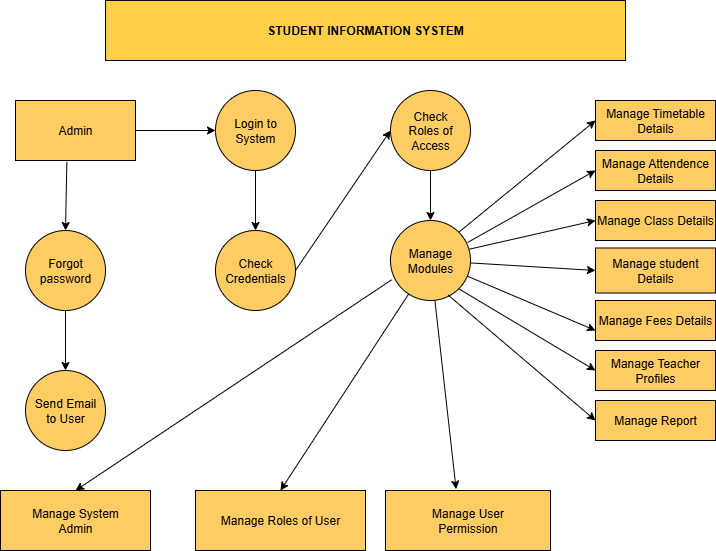 STUDENT INFORMATION SYSTEM
Admin
Login to
System
Check
Roles of
Access
Manage Timetable
Details
Manage Attendence
Details
Manage Class Details
Forgot
password
Check
Credentials
Manage
Modules
Manage student
Details
Manage Fees Details
Manage Teacher
Profiles
Send Email
to User
Manage Report
Manage System
Admin
Manage Roles of User
Manage User
Permission